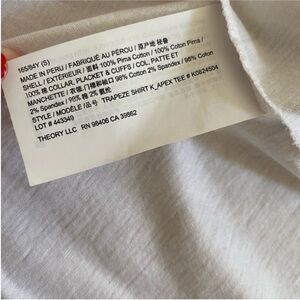 165/84Y (S)
MADE IN PERU / FABRIQUÉ AU PÉROU / 原产地 秘鲁
SHELL / EXTÉRIEUR / 面料 100% Pima Cotton / 100% Coton Pima /
100% 棉 COLLAR, PLACKET & CUFFS / COL, PATTE ET
MANCHETTE / 衣领,门襟和袖口 98% Cotton 2% Spandex / 98% Coton
2% Spandex / 98% 棉 2% 氨纶
STYLE / MODÈLE /品号 TRAPEZE SHIRT K_APEX TEE # K0624504
LOT # 443346
THEORY LLC RN 98406 CA 39862